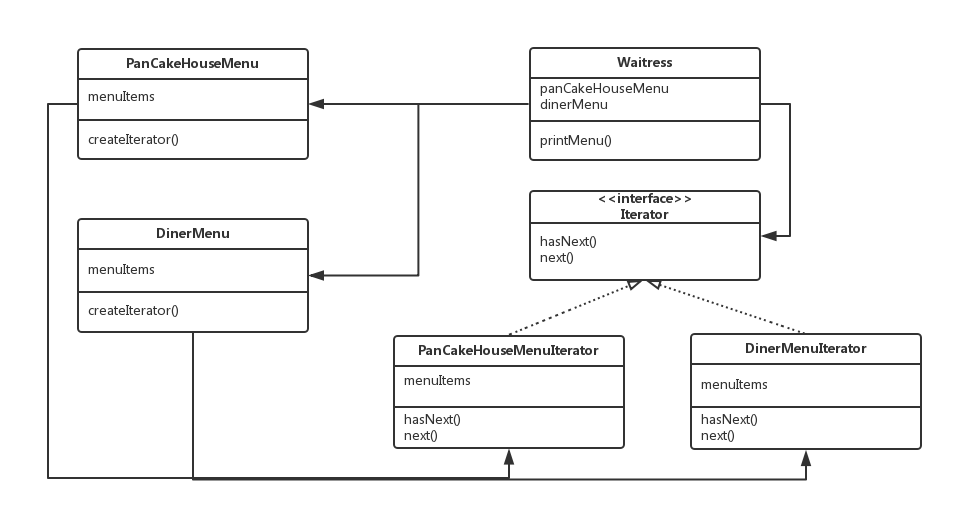 PanCakeHouseMenu
menuItems
createIterator()
Waitress
panCakeHouseMenu
dinerMenu
printMenu()
DinerMenu
menuItems
createIterator()
<<interface>>
Iterator
hasNext()
next()
PanCakeHouseMenuIterator
menuItems
hasNext()
next()
DinerMenuIterator
menuItems
hasNext()
next()